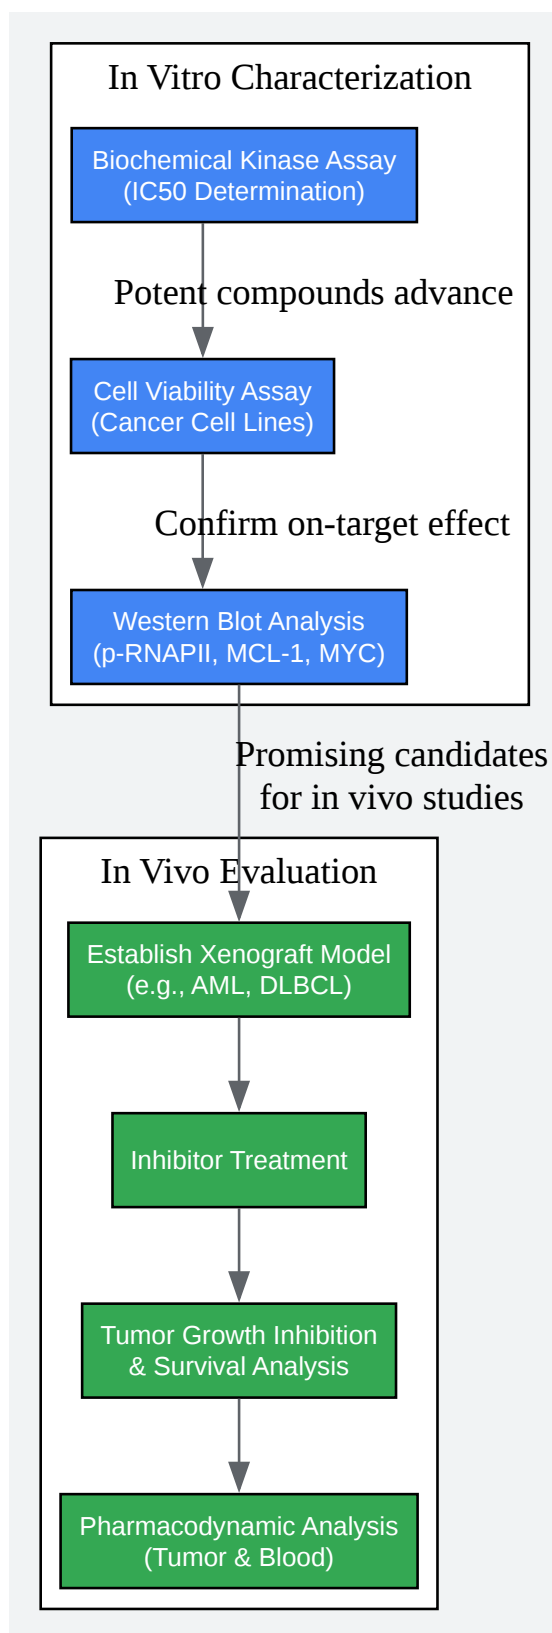 In Vitro Characterization
Biochemical Kinase Assay
(IC50 Determination)
Potent compounds advance
Cell Viability Assay
(Cancer Cell Lines)
Confirm on-target effect
Western Blot Analysis
(p-RNAPII, MCL-1, MYC)
Promising candidates
for in vivo studies
In Vivo Evaluation
Establish Xenograft Model
(e.g., AML, DLBCL)
Inhibitor Treatment
Tumor Growth Inhibition
& Survival Analysis
Pharmacodynamic Analysis
(Tumor & Blood)